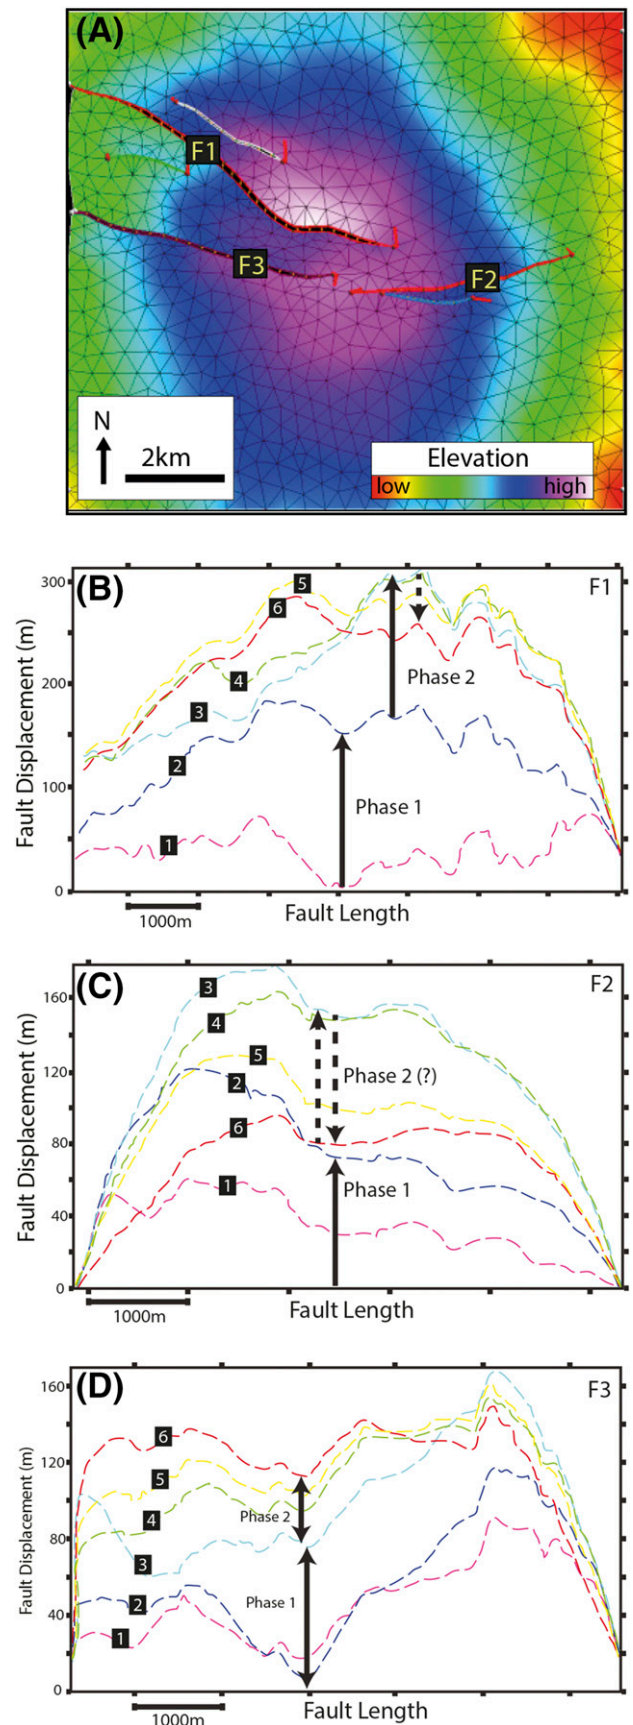 (A)
F1
F3
F2
N
2km
Elevation
low high
(B)
F1
300
200
100
0
Fault Displacement (m)
5
6
4
3
2
1
Phase 2
Phase 1
1000m
Fault Length
(C)
F2
160
120
80
40
0
Fault Displacement (m)
3
4
5
2
6
1
Phase 2 (?)
Phase 1
1000m
Fault Length
(D)
F3
160
120
80
40
0
Fault Displacement (m)
6
5
4
3
2
1
Phase 2
Phase 1
1000m
Fault Length